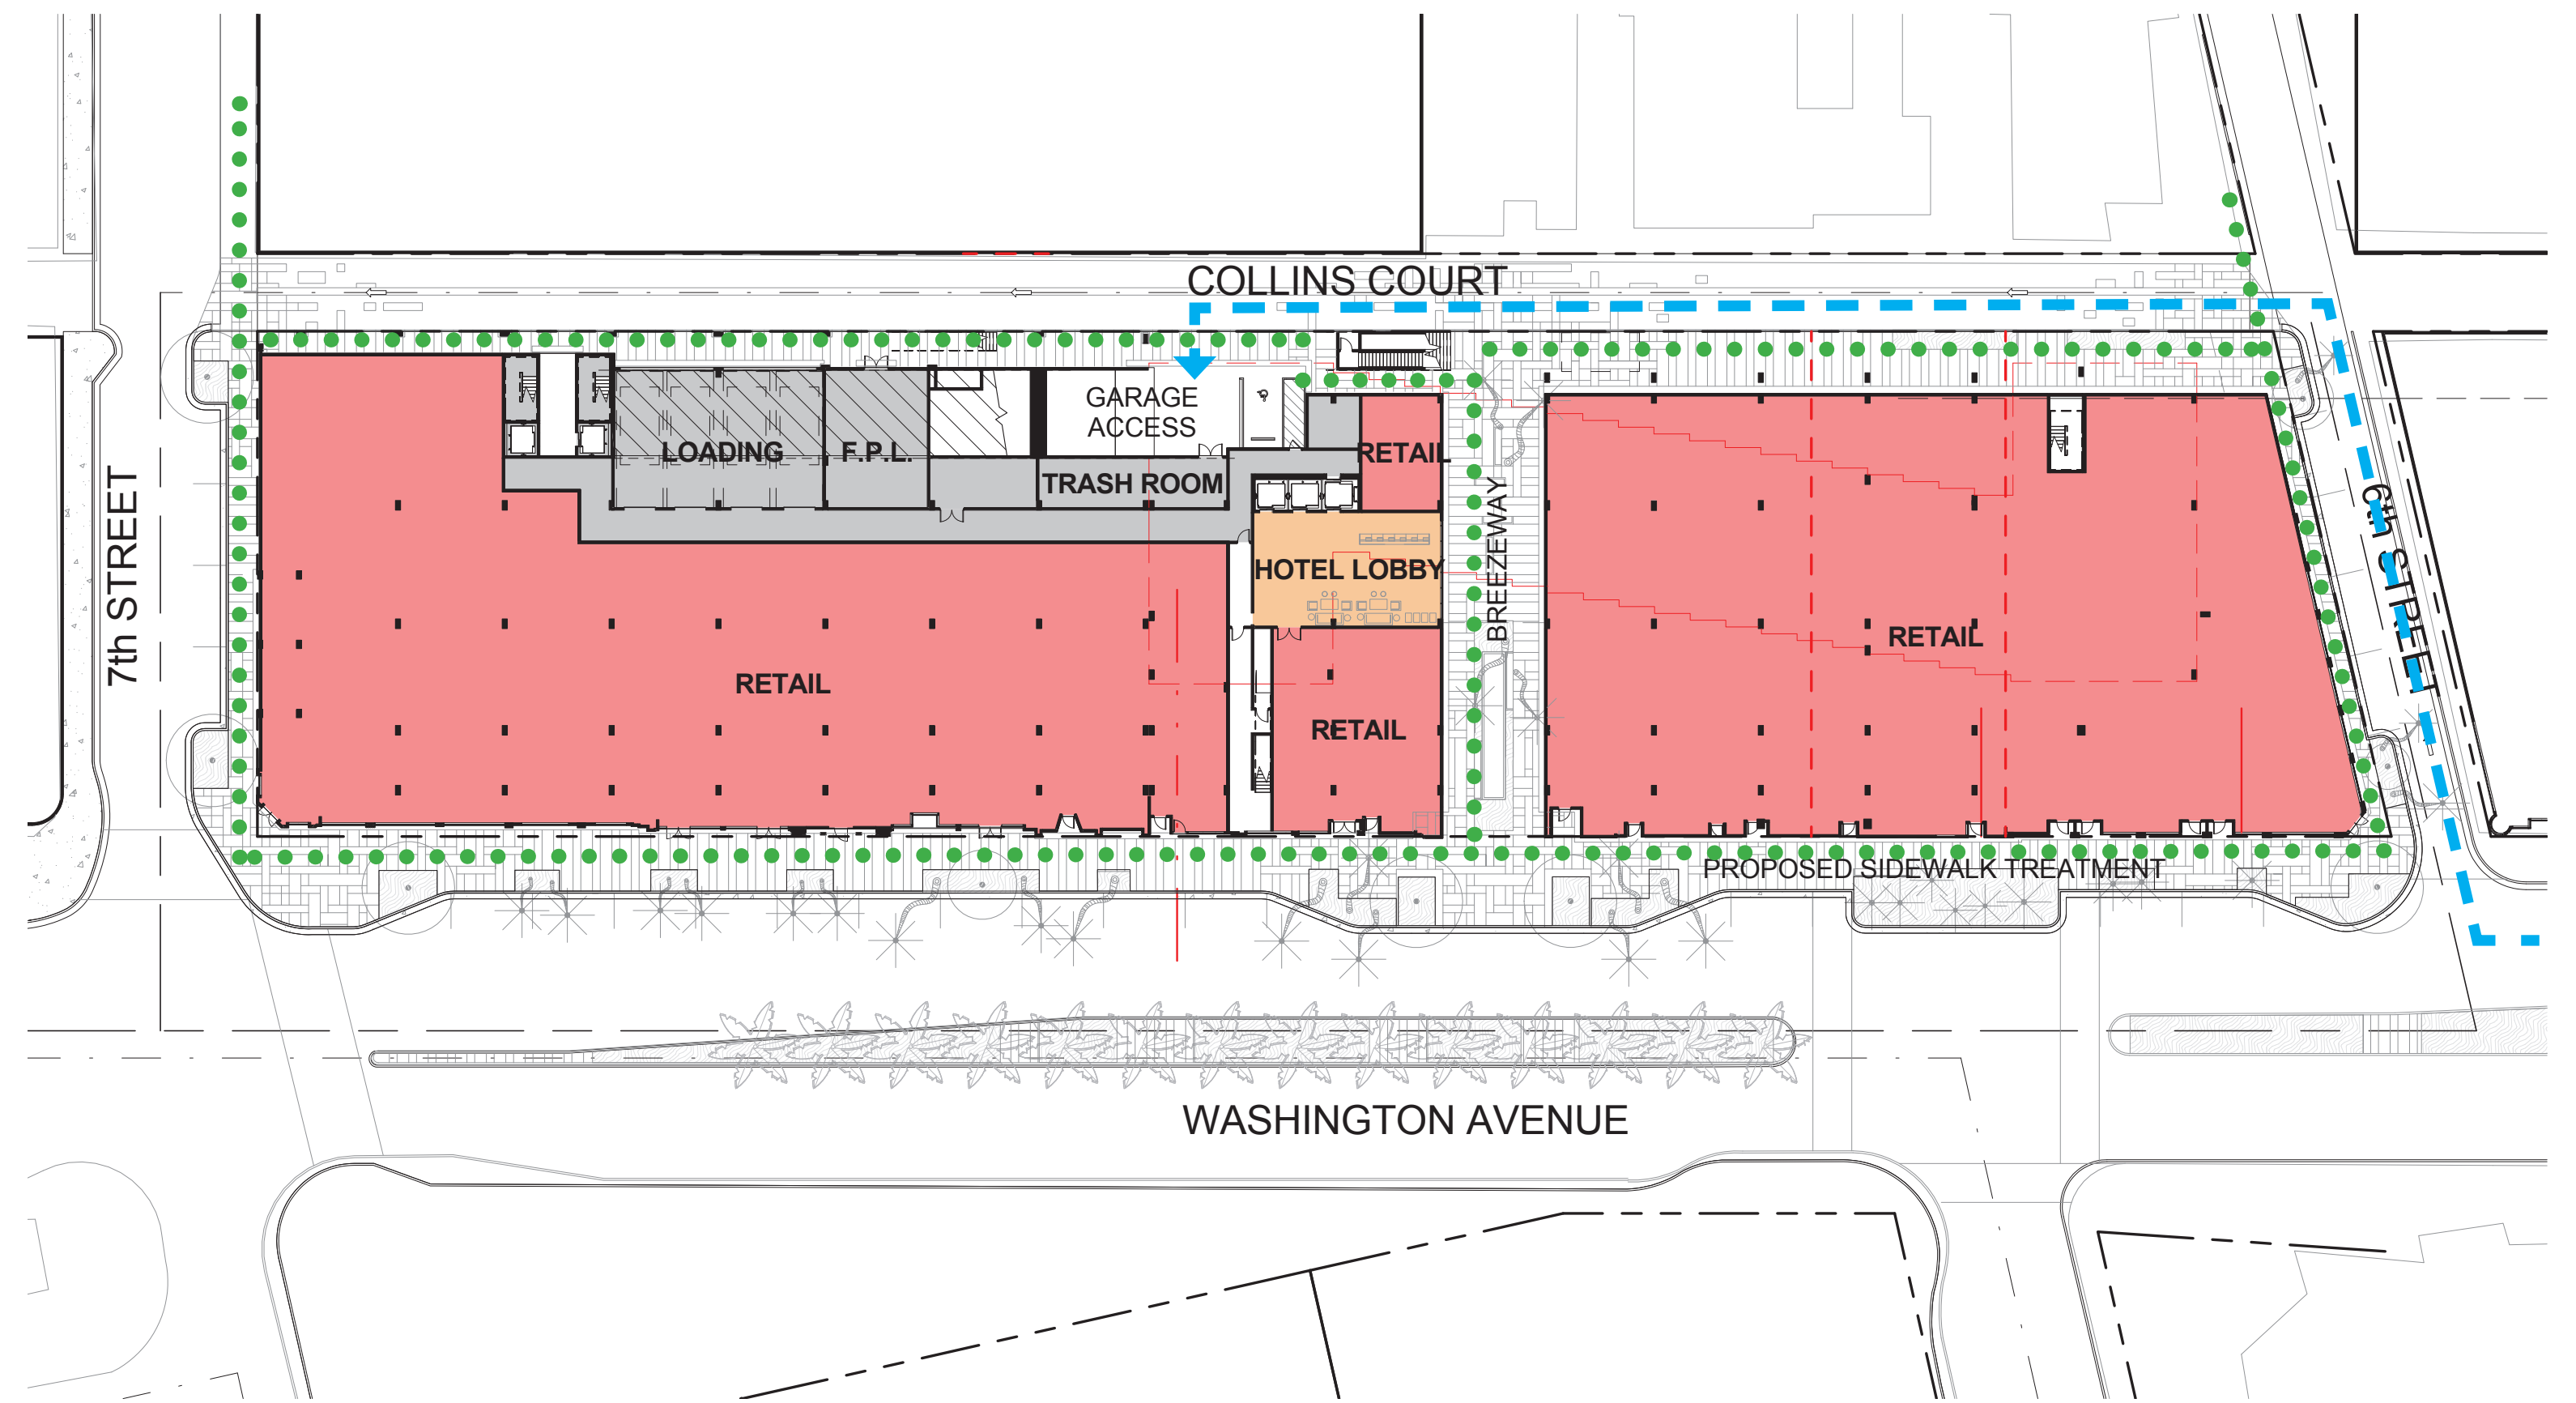 COLLINS COURT
GARAGE
ACCESS
LOADING
F.P.L.
RETAIL
TRASH ROOM
7th STREET
BREEZEWAY
6th STREET
HOTEL LOBBY
RETAIL
RETAIL
RETAIL
PROPOSED SIDEWALK TREATMENT
WASHINGTON AVENUE